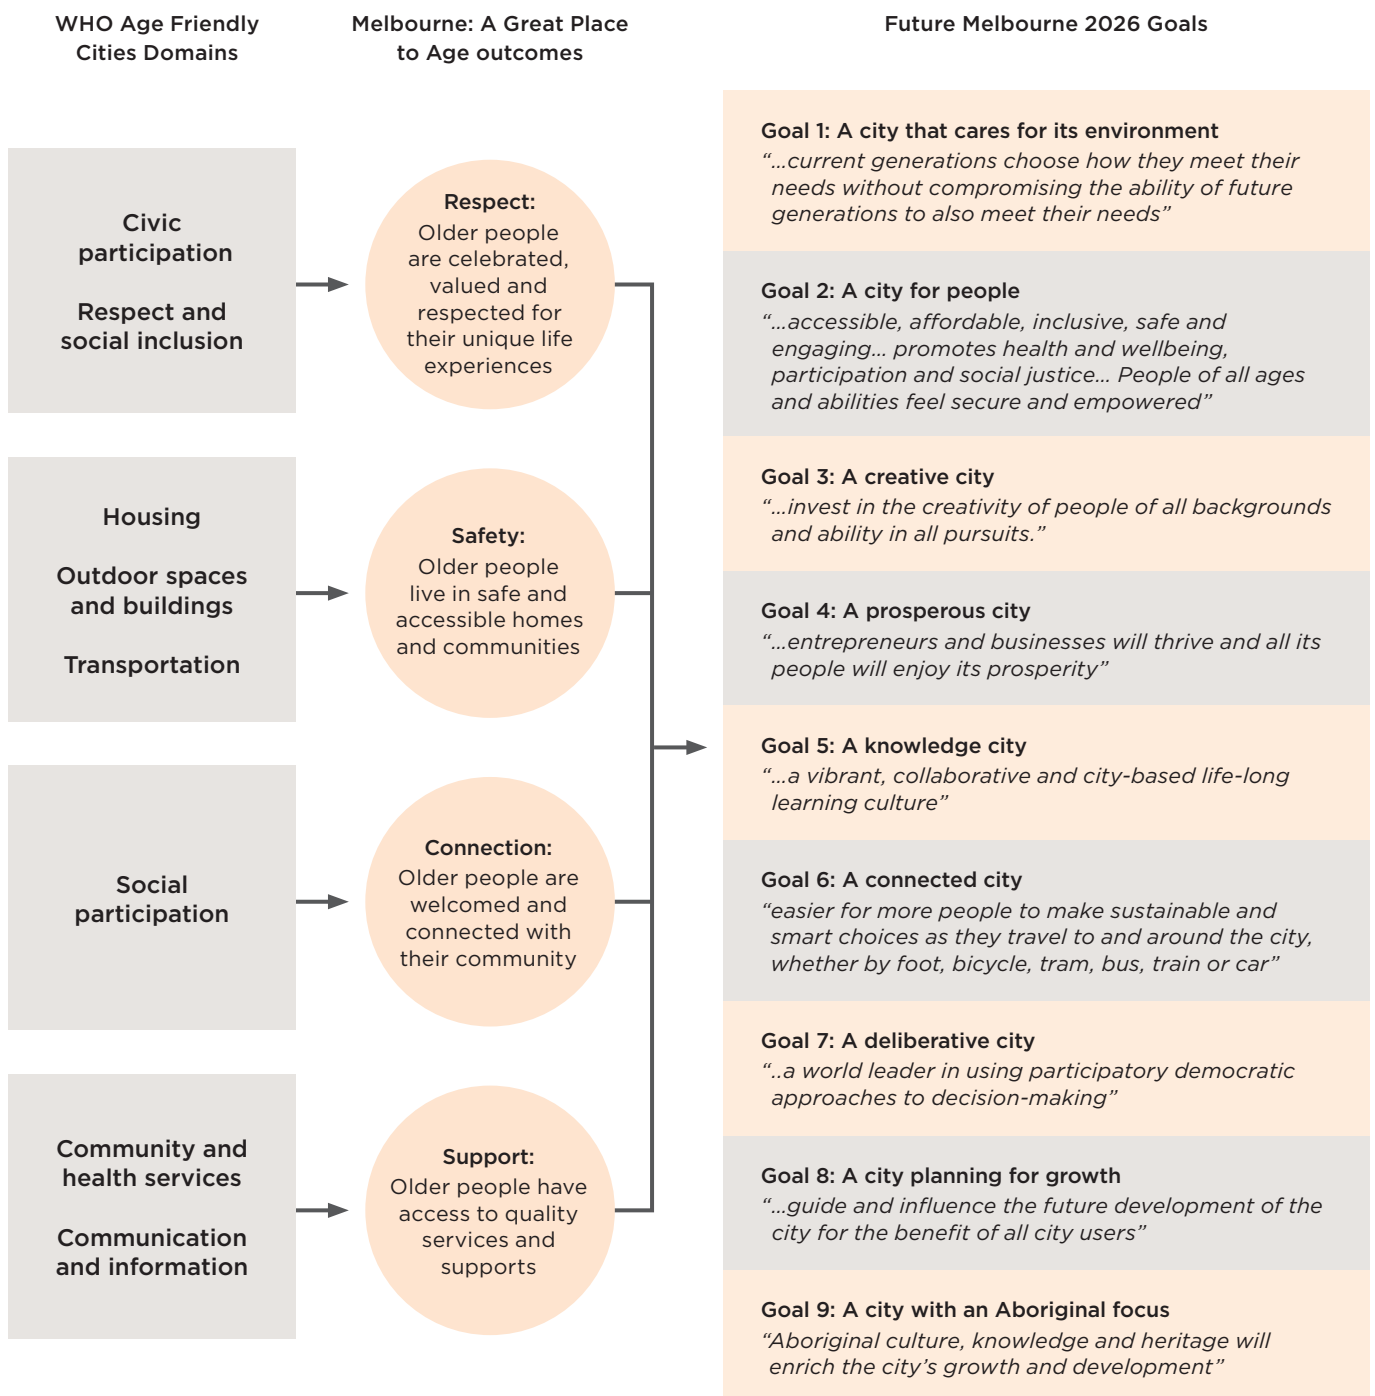 WHO Age Friendly
Cities Domains
Melbourne: A Great Place
to Age outcomes
Future Melbourne 2026 Goals
Civic
participation
Respect and
social inclusion
Housing
Outdoor spaces
and buildings
Transportation
Social
participation
Community and
health services
Communication
and information
Respect:
Older people
are celebrated,
valued and
respected for
their unique life
experiences
Safety:
Older people
live in safe and
accessible homes
and communities
Connection:
Older people are
welcomed and
connected with
their community
Support:
Older people have
access to quality
services and
supports
Goal 1: A city that cares for its environment
“...current generations choose how they meet their
needs without compromising the ability of future
generations to also meet their needs”
Goal 2: A city for people
“...accessible, affordable, inclusive, safe and
engaging... promotes health and wellbeing,
participation and social justice... People of all ages
and abilities feel secure and empowered”
Goal 3: A creative city
“...invest in the creativity of people of all backgrounds
and ability in all pursuits.”
Goal 4: A prosperous city
“...entrepreneurs and businesses will thrive and all its
people will enjoy its prosperity”
Goal 5: A knowledge city
“...a vibrant, collaborative and city-based life-long
learning culture”
Goal 6: A connected city
“easier for more people to make sustainable and
smart choices as they travel to and around the city,
whether by foot, bicycle, tram, bus, train or car”
Goal 7: A deliberative city
“..a world leader in using participatory democratic
approaches to decision-making”
Goal 8: A city planning for growth
“...guide and influence the future development of the
city for the benefit of all city users”
Goal 9: A city with an Aboriginal focus
“Aboriginal culture, knowledge and heritage will
enrich the city’s growth and development”